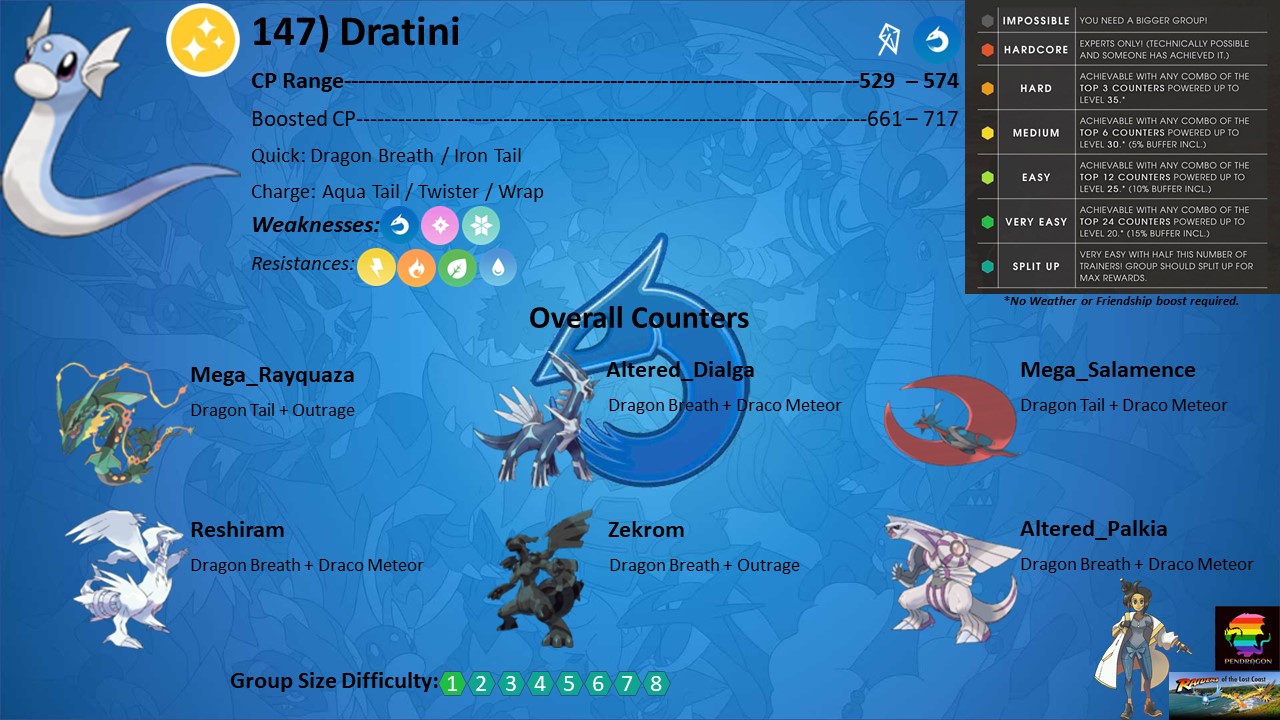 147) Dratini
CP Range---529 – 574
Boosted CP---661 – 717
Quick: Dragon Breath / Iron Tail
Charge: Aqua Tail / Twister / Wrap
Weaknesses:
Resistances:
IMPOSSIBLE YOU NEED A BIGGER GROUP!
HARDCORE EXPERTS ONLY! (TECHNICALLY POSSIBLE
AND SOMEONE HAS ACHIEVED IT.)
HARD ACHIEVABLE WITH ANY COMBO OF THE
TOP 3 COUNTERS POWERED UP TO
LEVEL 35.*
MEDIUM ACHIEVABLE WITH ANY COMBO OF THE
TOP 6 COUNTERS POWERED UP TO
LEVEL 30.* (5% BUFFER INCL.)
EASY ACHIEVABLE WITH ANY COMBO OF THE
TOP 12 COUNTERS POWERED UP TO
LEVEL 25.* (10% BUFFER INCL.)
VERY EASY ACHIEVABLE WITH ANY COMBO OF THE
TOP 24 COUNTERS POWERED UP TO
LEVEL 20.* (15% BUFFER INCL.)
SPLIT UP VERY EASY WITH HALF THIS NUMBER OF
TRAINERS! GROUP SHOULD SPLIT UP FOR
MAX REWARDS.
*No Weather or Friendship boost required.
Overall Counters
Mega_Rayquaza
Dragon Tail + Outrage
Altered_Dialga
Dragon Breath + Draco Meteor
Mega_Salamence
Dragon Tail + Draco Meteor
Reshiram
Dragon Breath + Draco Meteor
Zekrom
Dragon Breath + Outrage
Altered_Palkia
Dragon Breath + Draco Meteor
Group Size Difficulty: 1 2 3 4 5 6 7 8
PENDRAGON
RAIDERS of the Lost Coast